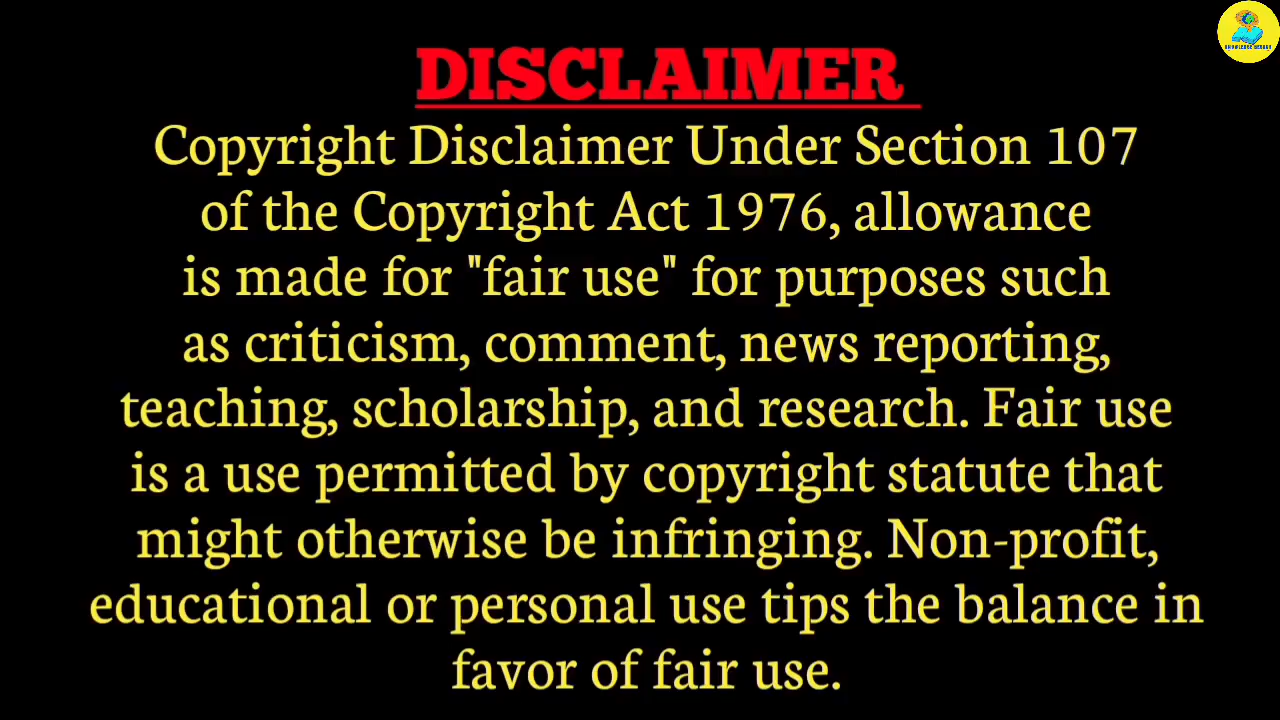 DISCLAIMER
Copyright Disclaimer Under Section 107
of the Copyright Act 1976, allowance
is made for "fair use" for purposes such
as criticism, comment, news reporting,
teaching, scholarship, and research. Fair use
is a use permitted by copyright statute that
might otherwise be infringing. Non-profit,
educational or personal use tips the balance in
favor of fair use.